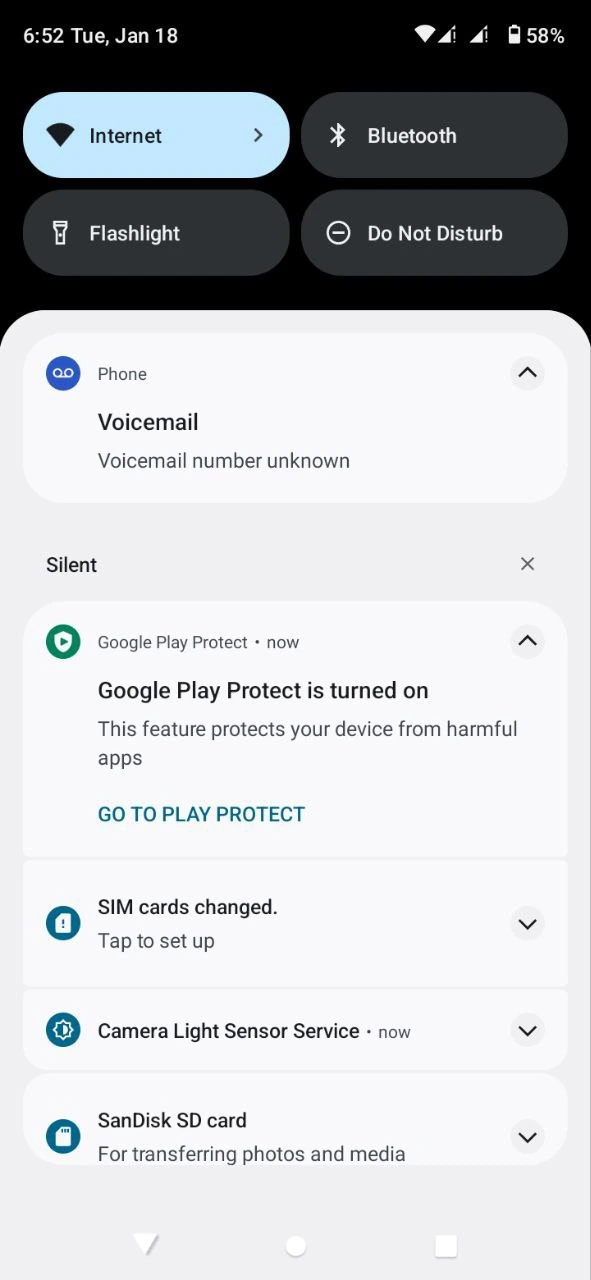 6:52 Tue, Jan 18
58%
Internet
Bluetooth
Flashlight
Do Not Disturb
Phone
Voicemail
Voicemail number unknown
Silent
Google Play Protect • now
Google Play Protect is turned on
This feature protects your device from harmful
apps
GO TO PLAY PROTECT
SIM cards changed.
Tap to set up
Camera Light Sensor Service • now
SanDisk SD card
For transferring photos and media